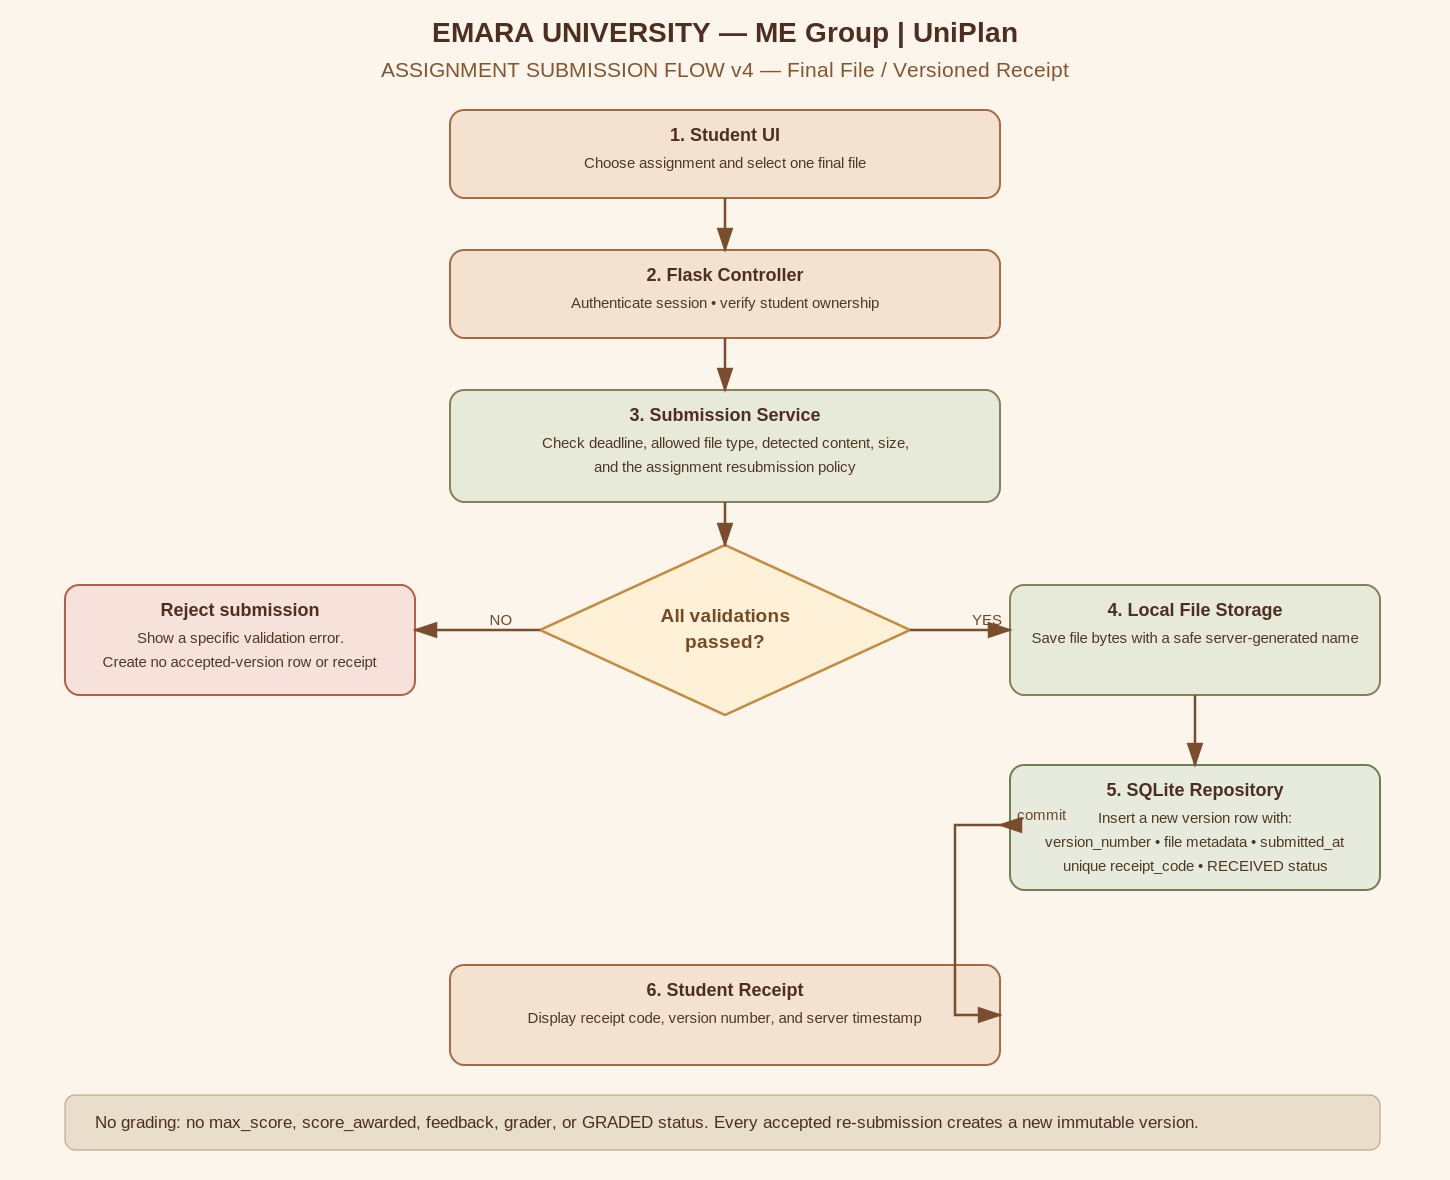 EMARA UNIVERSITY — ME Group | UniPlan
ASSIGNMENT SUBMISSION FLOW v4 — Final File / Versioned Receipt
1. Student UI
Choose assignment and select one final file
2. Flask Controller
Authenticate session • verify student ownership
3. Submission Service
Check deadline, allowed file type, detected content, size,
and the assignment resubmission policy
All validations
passed?
NO
YES
Reject submission
Show a specific validation error.
Create no accepted-version row or receipt
4. Local File Storage
Save file bytes with a safe server-generated name
5. SQLite Repository
commit
Insert a new version row with:
version_number • file metadata • submitted_at
unique receipt_code • RECEIVED status
6. Student Receipt
Display receipt code, version number, and server timestamp
No grading: no max_score, score_awarded, feedback, grader, or GRADED status. Every accepted re-submission creates a new immutable version.